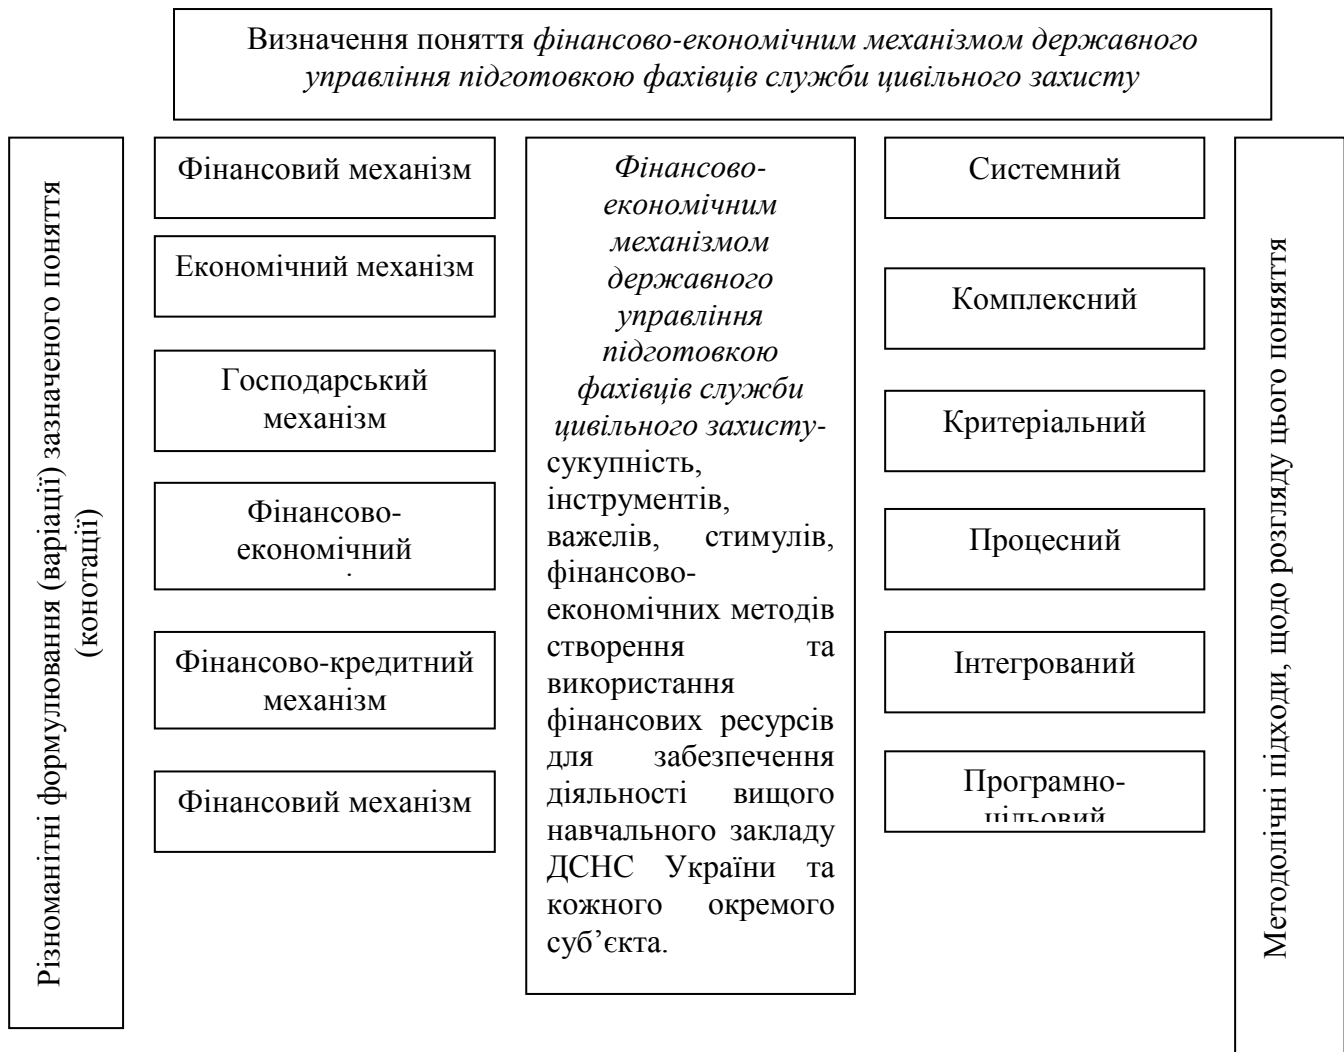 Визначення поняття фінансово-економічним механізмом державного
управління підготовкою фахівців служби цивільного захисту
Різноманітні формулювання (варіації) зазначеного поняття
(конотації)
Фінансовий механізм
Економічний механізм
Господарський
механізм
Фінансово-
економічний
Фінансово-кредитний
механізм
Фінансовий механізм
Фінансово-
економічним
механізмом
державного
управління
підготовкою
фахівців служби
цивільного захисту-
сукупність,
інструментів,
важелів, стимулів,
фінансово-
економічних методів
створення та
використання
фінансових ресурсів
для забезпечення
діяльності вищого
навчального закладу
ДСНС України та
кожного окремого
суб’єкта.
Системний
Комплексний
Критеріальний
Процесний
Інтегрований
Програмно-
цільовий
Методолічні підходи, щодо розгляду цього поняяття